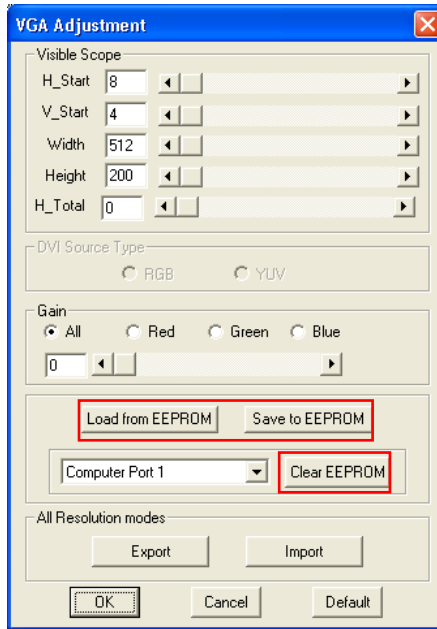 VGA Adjustment
Visible Scope
H_Start 8
V_Start 4
Width 512
Height 200
H_Total 0
DVI Source Type
RGB YUV
Gain
All Red Green Blue
0
Load from EEPROM Save to EEPROM
Computer Port 1 Clear EEPROM
All Resolution modes
Export Import
OK Cancel Default